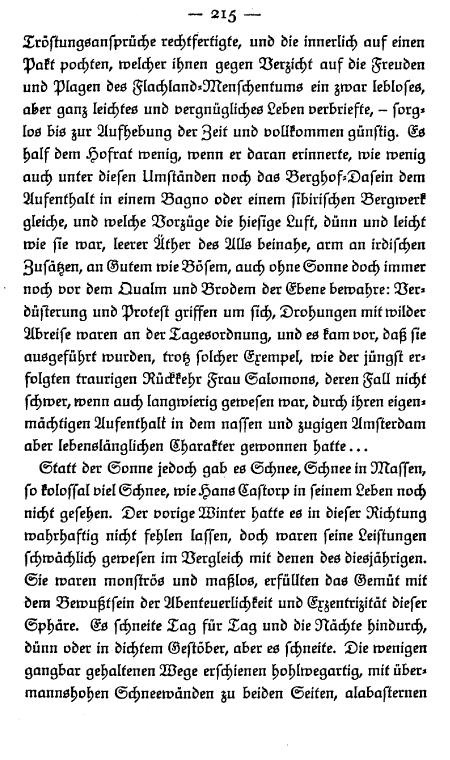 — 215 —
Tröstungsansprüche rechtfertigte, und die innerlich auf einen
Pakt pochten, welcher ihnen gegen Verzicht auf die Freuden
und Plagen des Flachland-Menschentums ein zwar lebloses,
aber ganz leichtes und vergnügliches Leben verbriefte, – sorg-
los bis zur Aufhebung der Zeit und vollkommen günstig. Es
half dem Hofrat wenig, wenn er daran erinnerte, wie wenig
auch unter diesen Umständen noch das Berghof-Dasein dem
Aufenthalt in einem Bagno oder einem sibirischen Bergwerk
gleiche, und welche Vorzüge die hiesige Luft, dünn und leicht
wie sie war, leerer Äther des Alls beinahe, arm an irdischen
Zusätzen, an Gutem wie Bösem, auch ohne Sonne doch immer
noch vor dem Qualm und Brodem der Ebene bewahre: Ver-
düsterung und Protest griffen um sich, Drohungen mit wilder
Abreise waren an der Tagesordnung, und es kam vor, daß sie
ausgeführt wurden, trotz solcher Exempel, wie der jüngst er-
folgten traurigen Rückkehr Frau Salomons, deren Fall nicht
schwer, wenn auch langwierig gewesen war, durch ihren eigen-
mächtigen Aufenthalt in dem nassen und zugigen Amsterdam
aber lebenslänglichen Charakter gewonnen hatte...
Statt der Sonne jedoch gab es Schnee, Schnee in Massen,
so kolossal viel Schnee, wie Hans Castorp in seinem Leben noch
nicht gesehen. Der vorige Winter hatte es in dieser Richtung
wahrhaftig nicht fehlen lassen, doch waren seine Leistungen
schwächlich gewesen im Vergleich mit denen des diesjährigen.
Sie waren monströs und maßlos, erfüllten das Gemüt mit
dem Bewußtsein der Abenteuerlichkeit und Exzentrizität dieser
Sphäre. Es schneite Tag für Tag und die Nächte hindurch,
dünn oder in dichtem Gestöber, aber es schneite. Die wenigen
gangbar gehaltenen Wege erschienen hohlwegartig, mit über-
mannshohen Schneewänden zu beiden Seiten, alabasternen